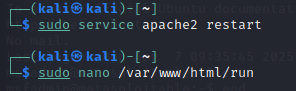 ┌──(kali㉿kali)-[~]
└─$ sudo service apache2 restart
┌──(kali㉿kali)-[~]
└─$ sudo nano /var/www/html/run